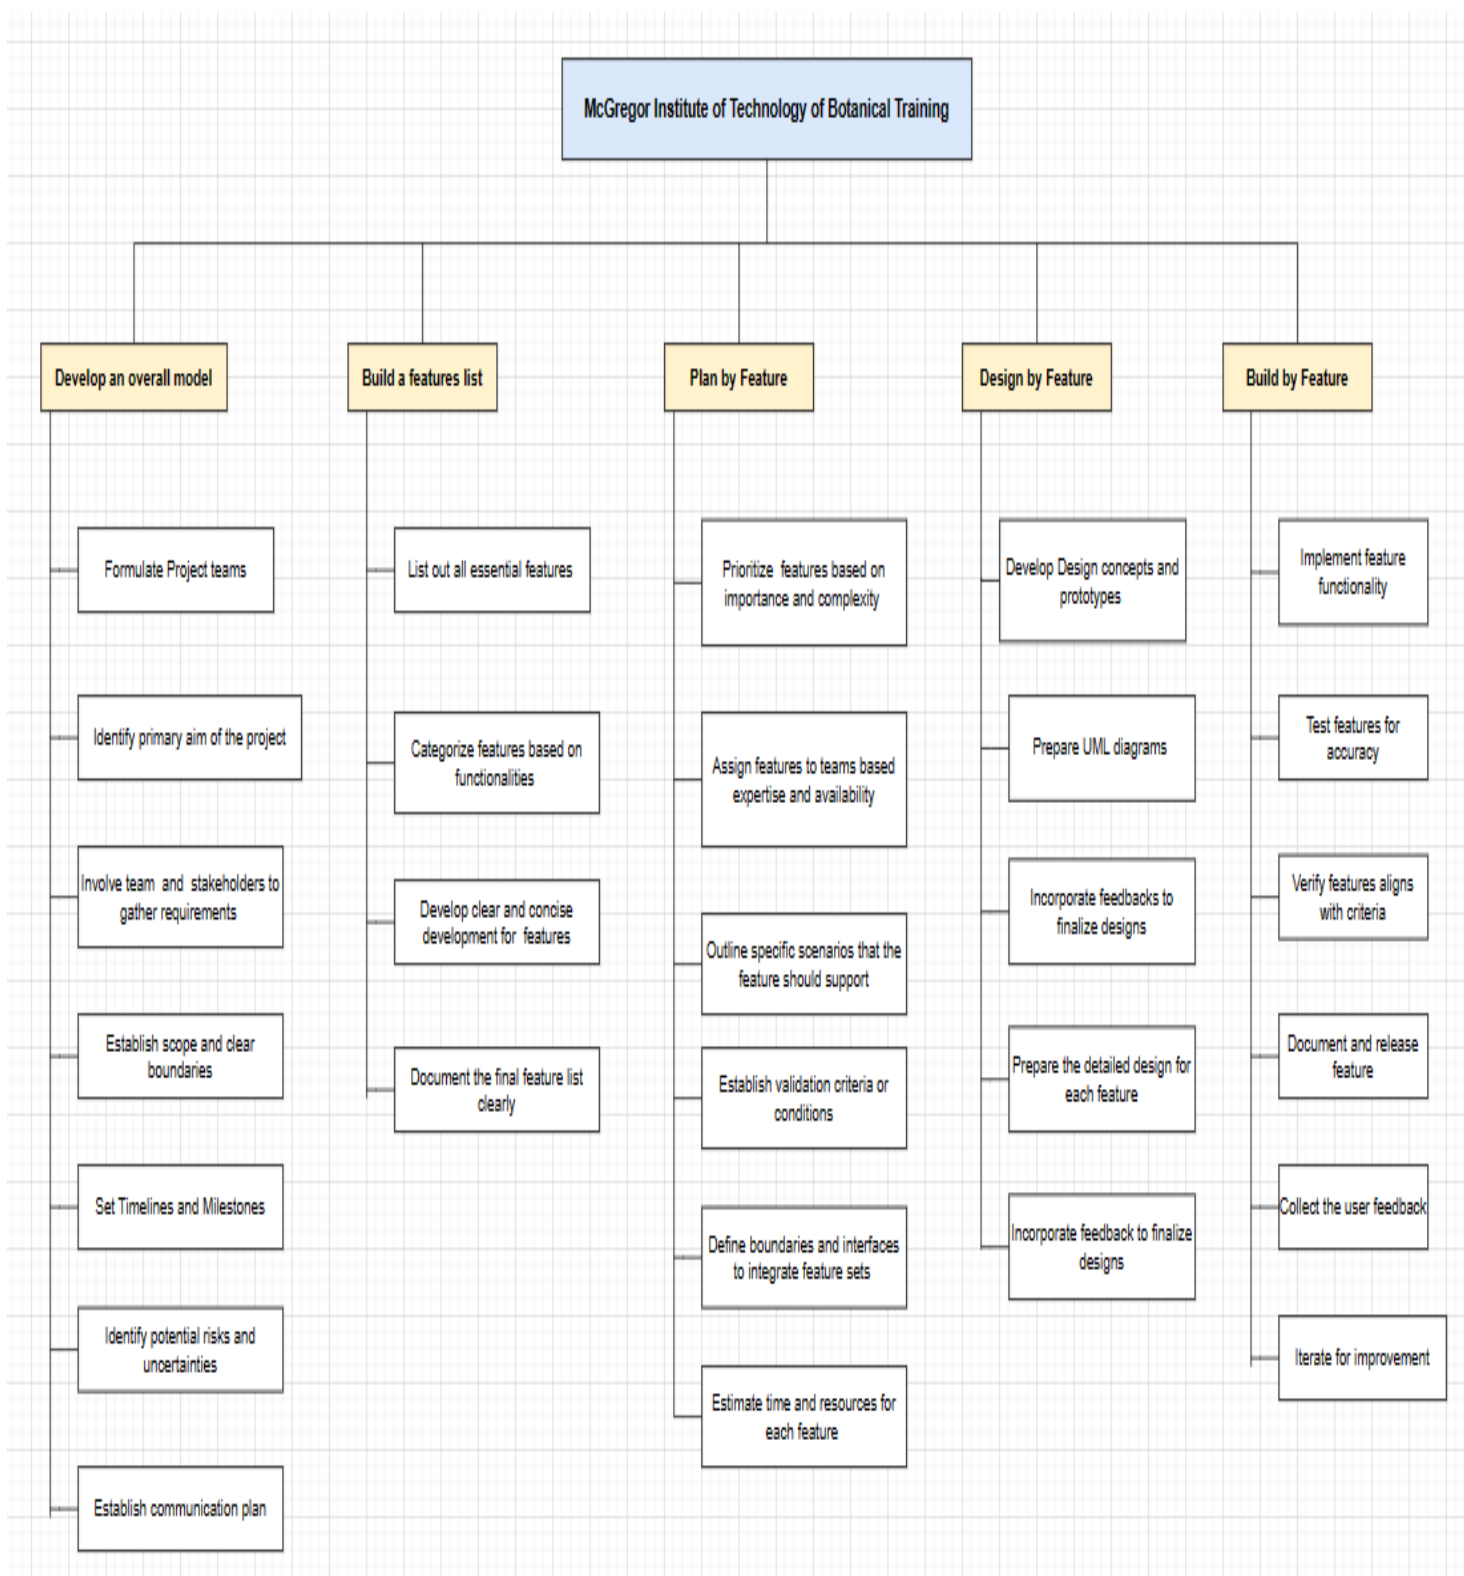 McGregor Institute of Technology of Botanical Training
Develop an overall model
Formulate Project teams
Identify primary aim of the project
Involve team and stakeholders to
gather requirements
Establish scope and clear
boundaries
Set Timelines and Milestones
Identify potential risks and
uncertainties
Establish communication plan
Build a features list
List out all essential features
Categorize features based on
functionalities
Develop clear and concise
development for features
Document the final feature list
clearly
Plan by Feature
Prioritize features based on
importance and complexity
Assign features to teams based
expertise and availability
Outline specific scenarios that the
feature should support
Establish validation criteria or
conditions
Define boundaries and interfaces
to integrate feature sets
Estimate time and resources for
each feature
Design by Feature
Develop Design concepts and
prototypes
Prepare UML diagrams
Incorporate feedbacks to
finalize designs
Prepare the detailed design for
each feature
Incorporate feedback to finalize
designs
Build by Feature
Implement feature
functionality
Test features for
accuracy
Verify features aligns
with criteria
Document and release
feature
Collect the user feedback
Iterate for improvement